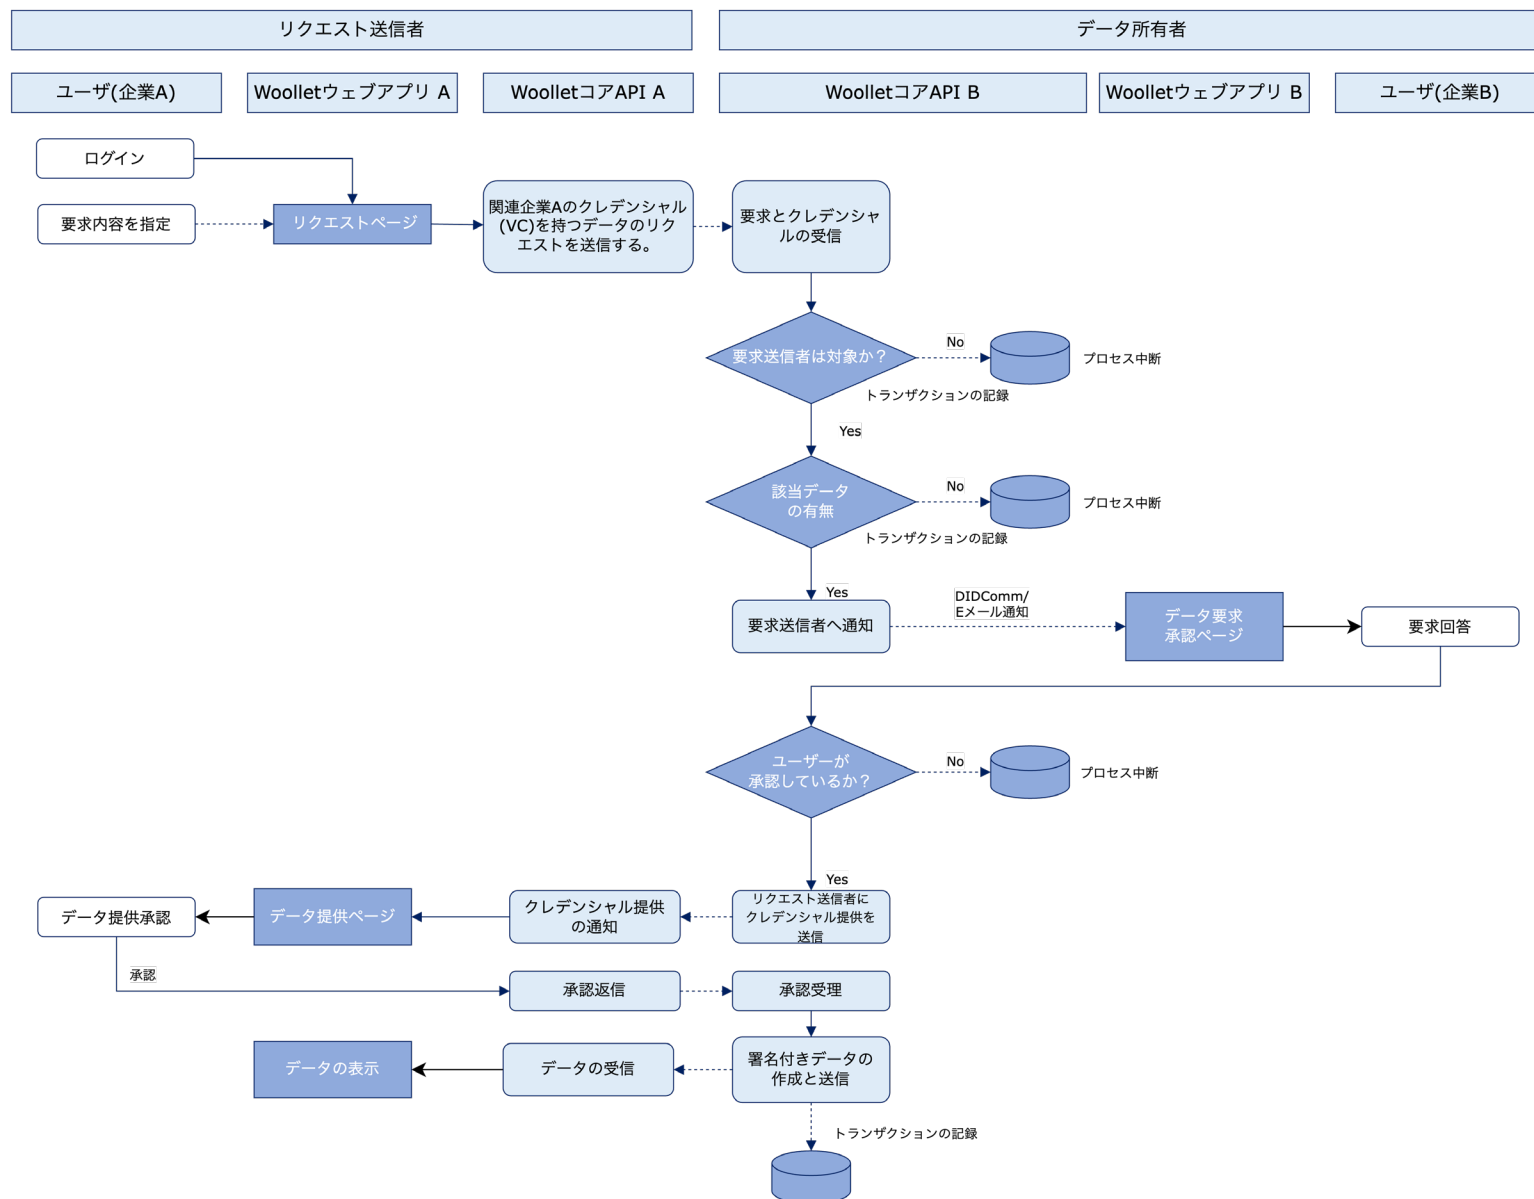 リクエスト送信者
データ所有者
ユーザ(企業A)
Woolletウェブアプリ A
WoolletコアAPI A
WoolletコアAPI B
Woolletウェブアプリ B
ユーザ(企業B)
ログイン
要求内容を指定
リクエストページ
関連企業Aのクレデンシャル
(VC)を持つデータのリク
エストを送信する。
要求とクレデンシャ
ルの受信
要求送信者は対象か？
No
プロセス中断
トランザクションの記録
Yes
該当データ
の有無
No
プロセス中断
トランザクションの記録
Yes
要求送信者へ通知
DIDComm/
Eメール通知
データ要求
承認ページ
要求回答
ユーザーが
承認しているか？
No
プロセス中断
Yes
データ提供承認
データ提供ページ
クレデンシャル提供
の通知
リクエスト送信者に
クレデンシャル提供を
送信
承認
承認返信
承認受理
データの表示
データの受信
署名付きデータの
作成と送信
トランザクションの記録